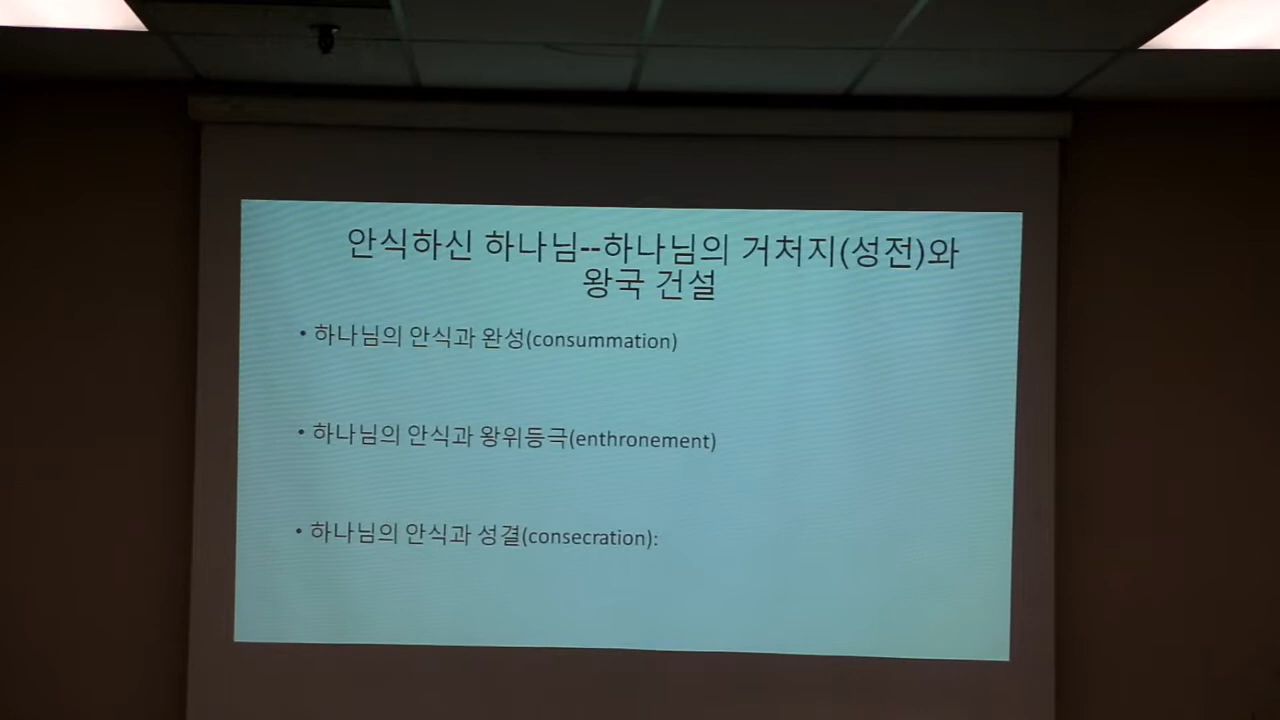 안식하신 하나님--하나님의 거처지(성전)와
왕국 건설
• 하나님의 안식과 완성(consummation)
• 하나님의 안식과 왕위등극(enthronement)
• 하나님의 안식과 성결(consecration):